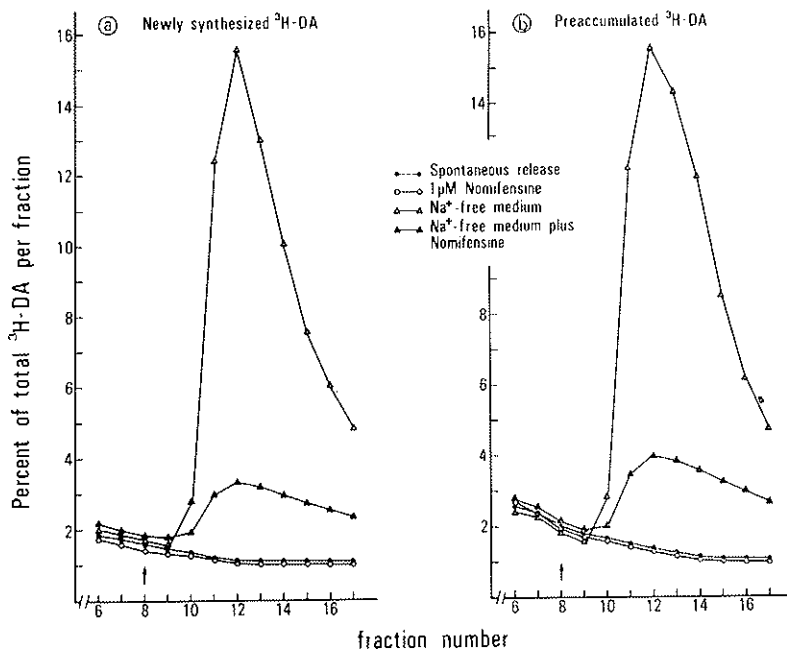 ⓐ Newly synthesized ³H-DA
ⓑ Preaccumulated ³H-DA
Percent of total ³H-DA per fraction
16
14
12
10
8
6
4
2
16
14
8
6
4
2
Spontaneous release
1µM Nomifensine
Na⁺-free medium
Na⁺-free medium plus
Nomifensine
6 8 10 12 14 16
6 8 10 12 14 16
fraction number